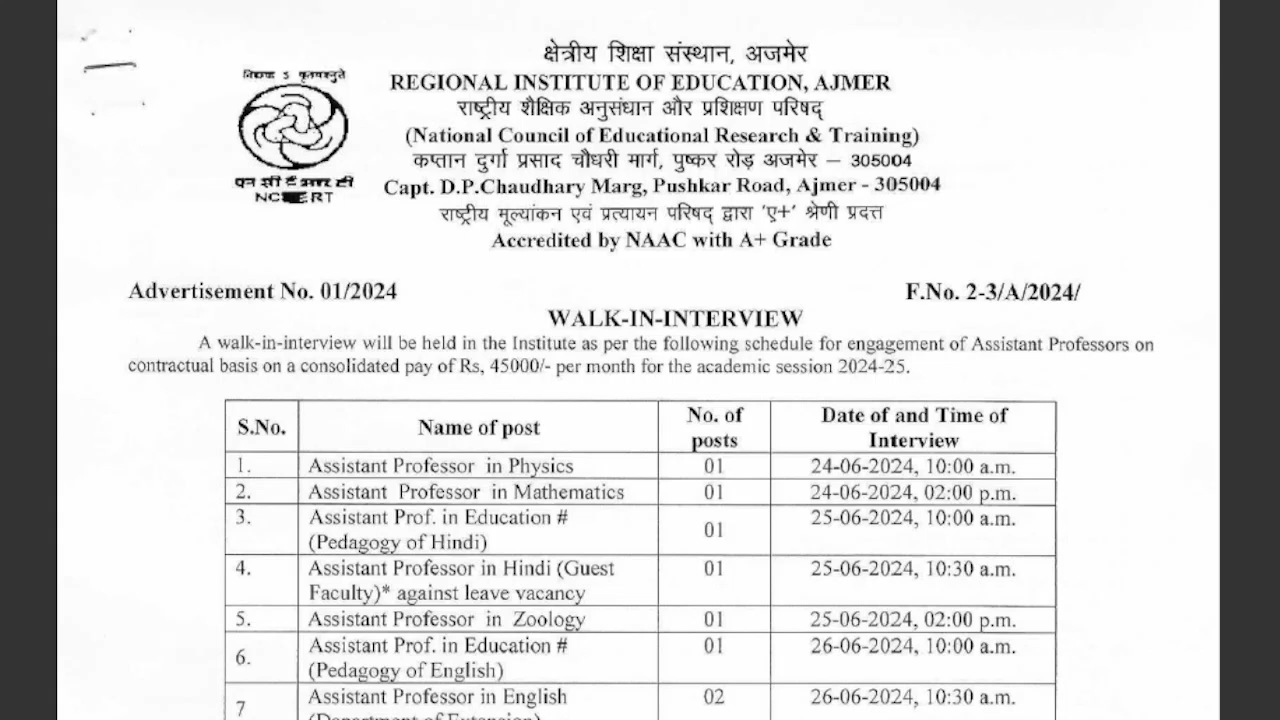 क्षेत्रीय शिक्षा संस्थान, अजमेर
REGIONAL INSTITUTE OF EDUCATION, AJMER
राष्ट्रीय शैक्षिक अनुसंधान और प्रशिक्षण परिषद्
(National Council of Educational Research & Training)
कप्तान दुर्गा प्रसाद चौधरी मार्ग, पुष्कर रोड़ अजमेर – 305004
Capt. D.P.Chaudhary Marg, Pushkar Road, Ajmer - 305004
राष्ट्रीय मूल्यांकन एवं प्रत्यायन परिषद् द्वारा 'ए+' श्रेणी प्रदत्त
Accredited by NAAC with A+ Grade
एन सी ई आर टी
NCERT
Advertisement No. 01/2024 F.No. 2-3/A/2024/
WALK-IN-INTERVIEW
A walk-in-interview will be held in the Institute as per the following schedule for engagement of Assistant Professors on
contractual basis on a consolidated pay of Rs, 45000/- per month for the academic session 2024-25.
S.No. Name of post No. of posts Date of and Time of Interview
1. Assistant Professor in Physics 01 24-06-2024, 10:00 a.m.
2. Assistant Professor in Mathematics 01 24-06-2024, 02:00 p.m.
3. Assistant Prof. in Education # 01 25-06-2024, 10:00 a.m.
(Pedagogy of Hindi)
4. Assistant Professor in Hindi (Guest 01 25-06-2024, 10:30 a.m.
Faculty)* against leave vacancy
5. Assistant Professor in Zoology 01 25-06-2024, 02:00 p.m.
6. Assistant Prof. in Education # 01 26-06-2024, 10:00 a.m.
(Pedagogy of English)
7 Assistant Professor in English 02 26-06-2024, 10:30 a.m.
(Department of Extension)